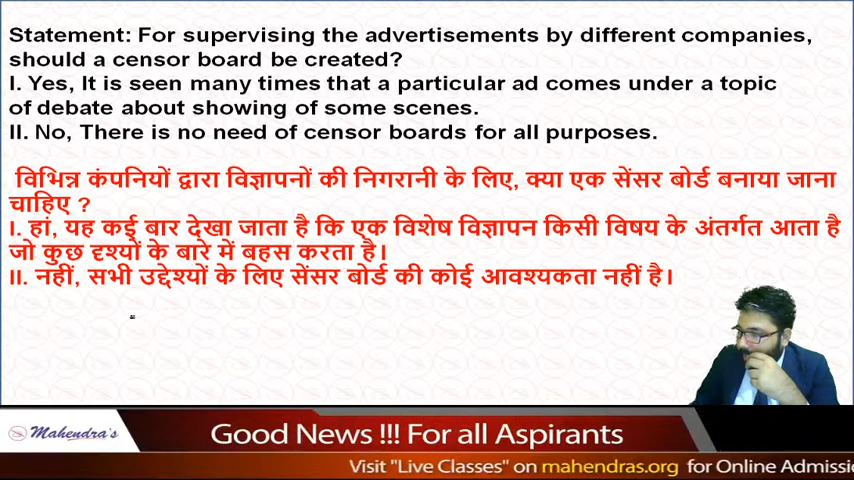 Statement: For supervising the advertisements by different companies,
should a censor board be created?
I. Yes, It is seen many times that a particular ad comes under a topic
of debate about showing of some scenes.
II. No, There is no need of censor boards for all purposes.
विभिन्न कंपनियों द्वारा विज्ञापनों की निगरानी के लिए, क्या एक सेंसर बोर्ड बनाया जाना
चाहिए ?
I. हां, यह कई बार देखा जाता है कि एक विशेष विज्ञापन किसी विषय के अंतर्गत आता है
जो कुछ दृश्यों के बारे में बहस करता है।
II. नहीं, सभी उद्देश्यों के लिए सेंसर बोर्ड की कोई आवश्यकता नहीं है।
Mahendra's
Good News !!! For all Aspirants
Visit "Live Classes" on mahendras.org for Online Admissio